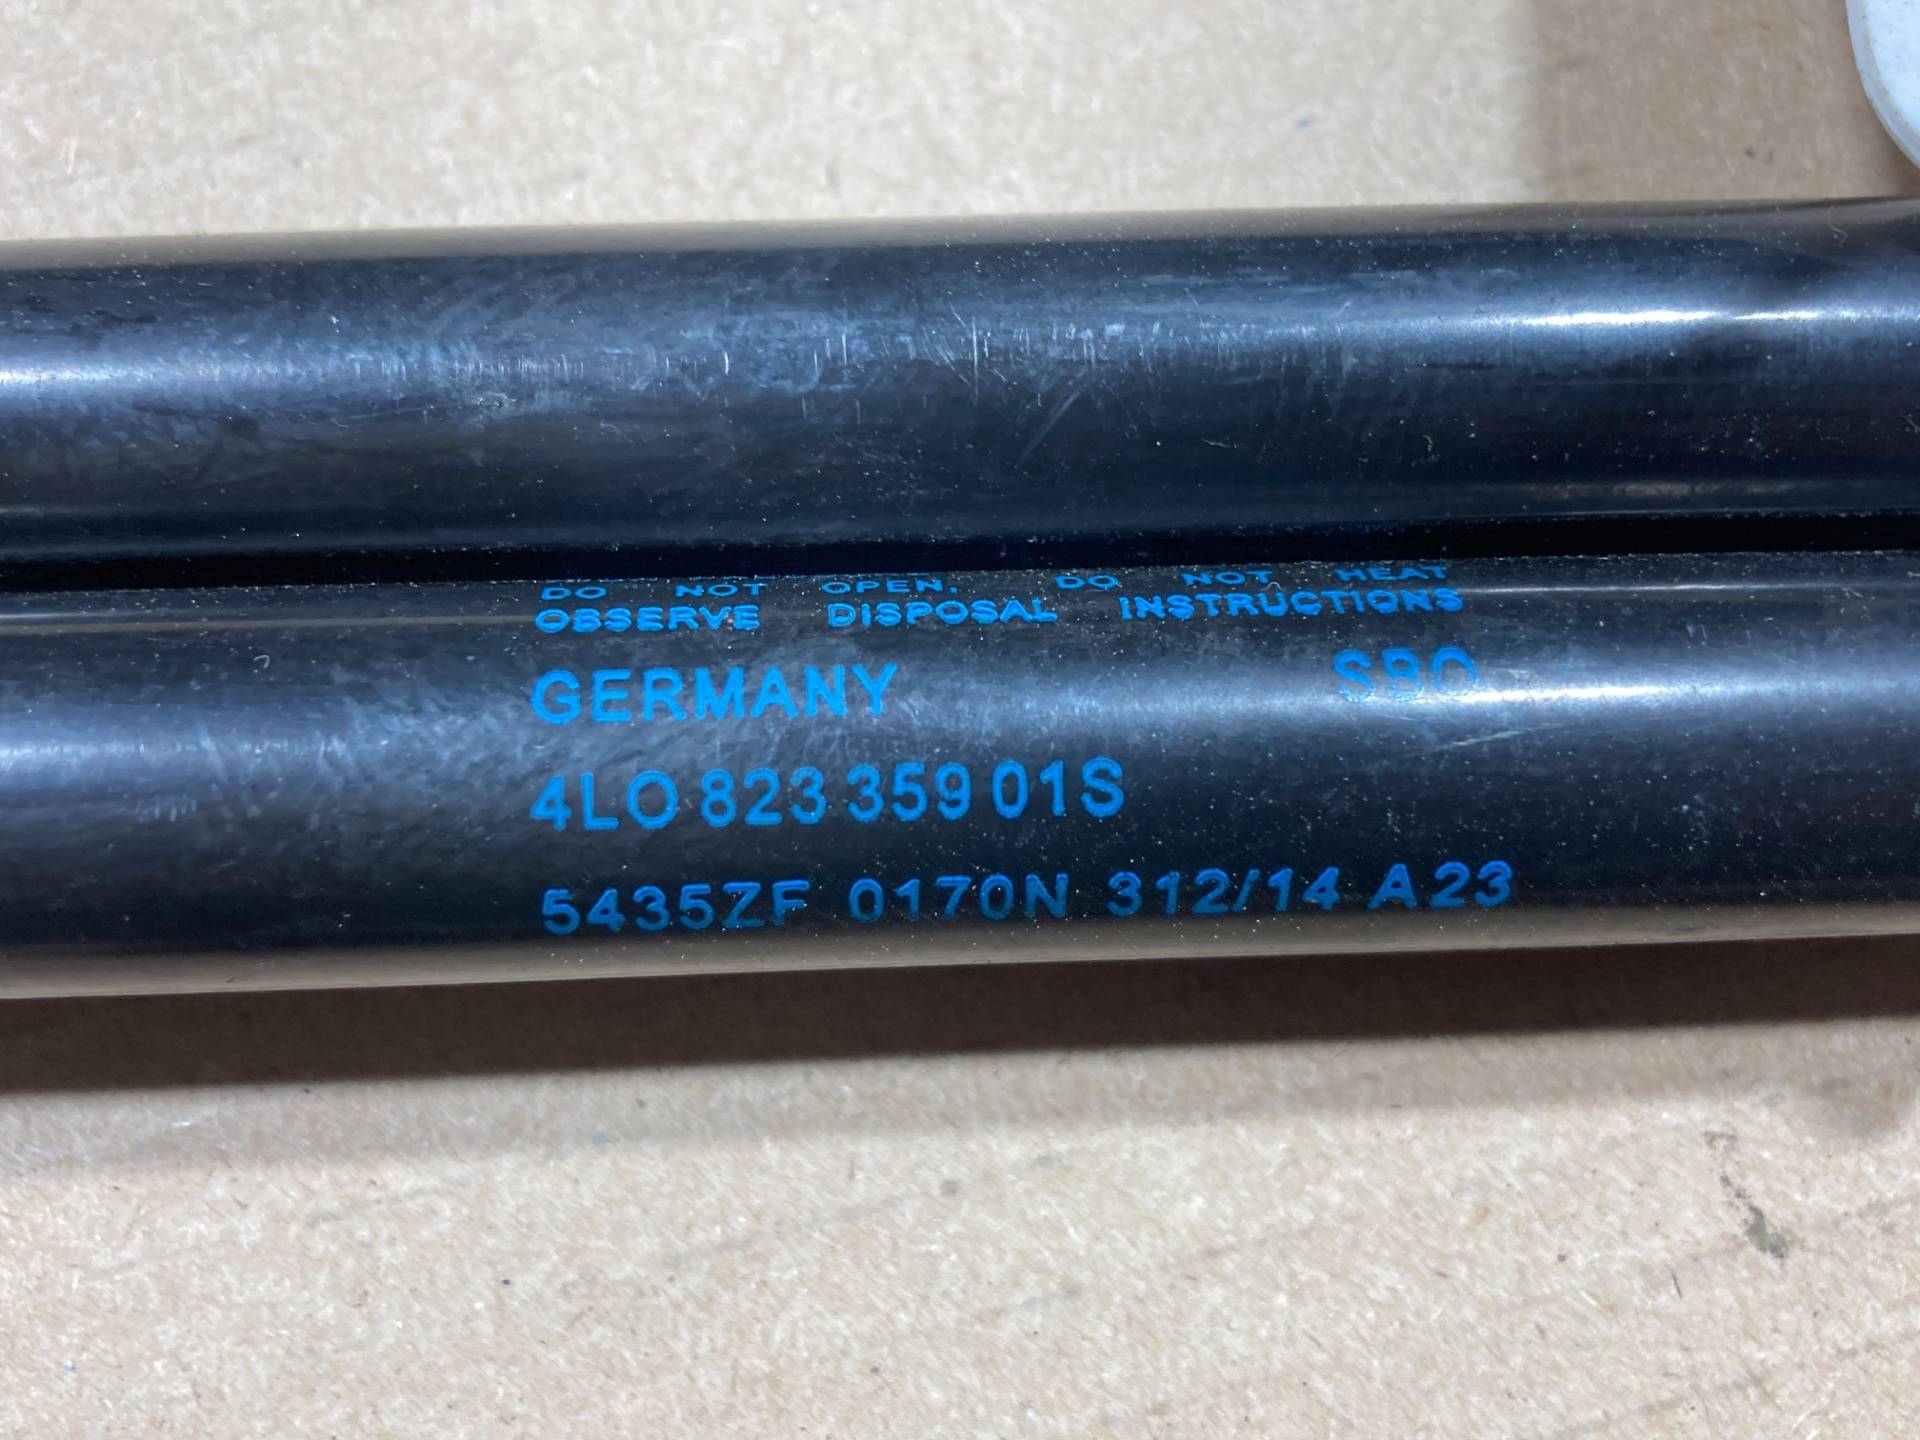 DO NOT OPEN, DO NOT HEAT
OBSERVE DISPOSAL INSTRUCTIONS
GERMANY SBO
4LO 823 359 01S
5435ZF 0170N 312/14 A23